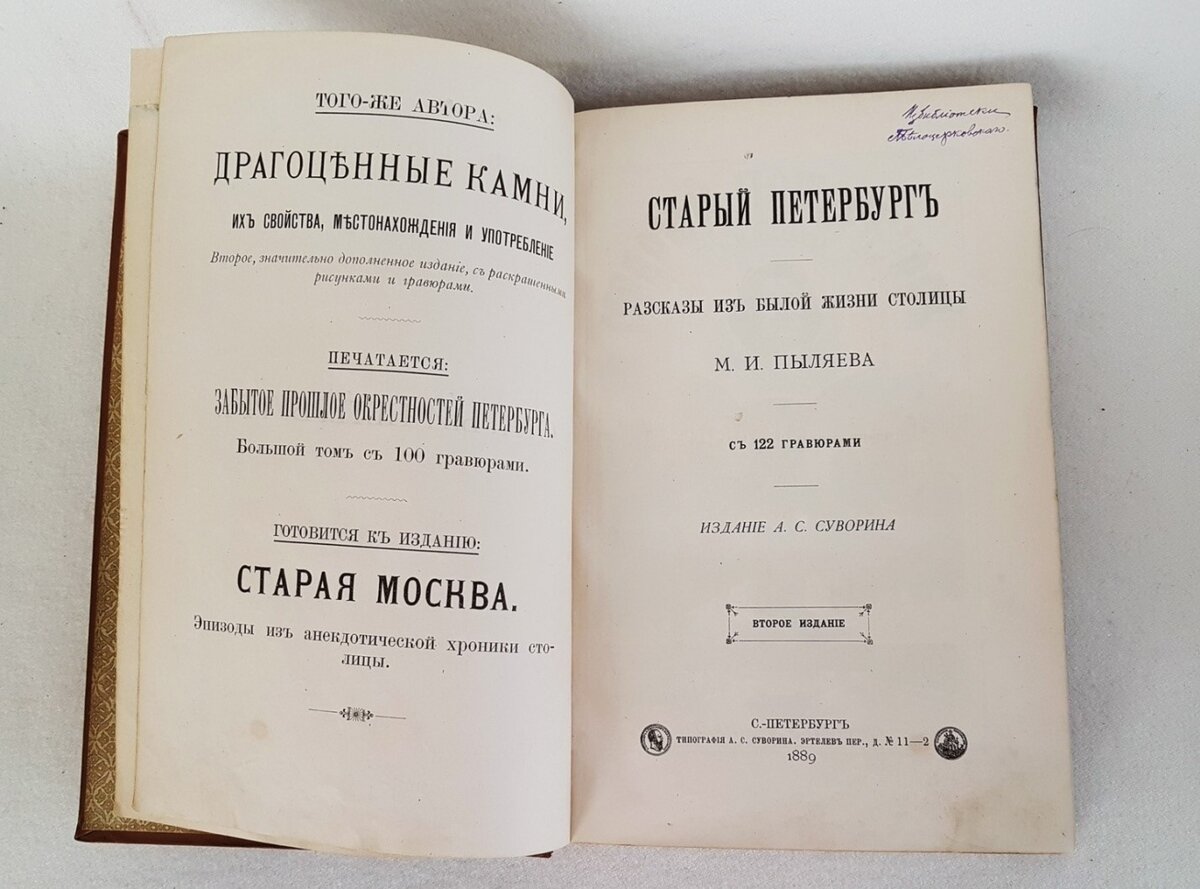 ТОГО-ЖЕ АВТОРА:
ДРАГОЦѢННЫЕ КАМНИ,
ИХЪ СВОЙСТВА, МѢСТОНАХОЖДЕНІЯ И УПОТРЕБЛЕНІЕ
Второе, значительно дополненное изданіе, съ раскрашенными
рисунками и гравюрами.
ПЕЧАТАЕТСЯ:
ЗАБЫТОЕ ПРОШЛОЕ ОКРЕСТНОСТЕЙ ПЕТЕРБУРГА.
Большой томъ съ 100 гравюрами.
ГОТОВИТСЯ КЪ ИЗДАНІЮ:
СТАРАЯ МОСКВА.
Эпизоды изъ анекдотической хроники сто-
лицы.
Изъ библіотеки
Бѣлоцерковскаго.
СТАРЫЙ ПЕТЕРБУРГЪ
РАЗСКАЗЫ ИЗЪ БЫЛОЙ ЖИЗНИ СТОЛИЦЫ
М. И. ПЫЛЯЕВА
СЪ 122 ГРАВЮРАМИ
ИЗДАНІЕ А. С. СУВОРИНА
ВТОРОЕ ИЗДАНІЕ
С.-ПЕТЕРБУРГЪ
ТИПОГРАФІЯ А. С. СУВОРИНА. ЭРТЕЛЕВЪ ПЕР., Д. № 11—2
1889